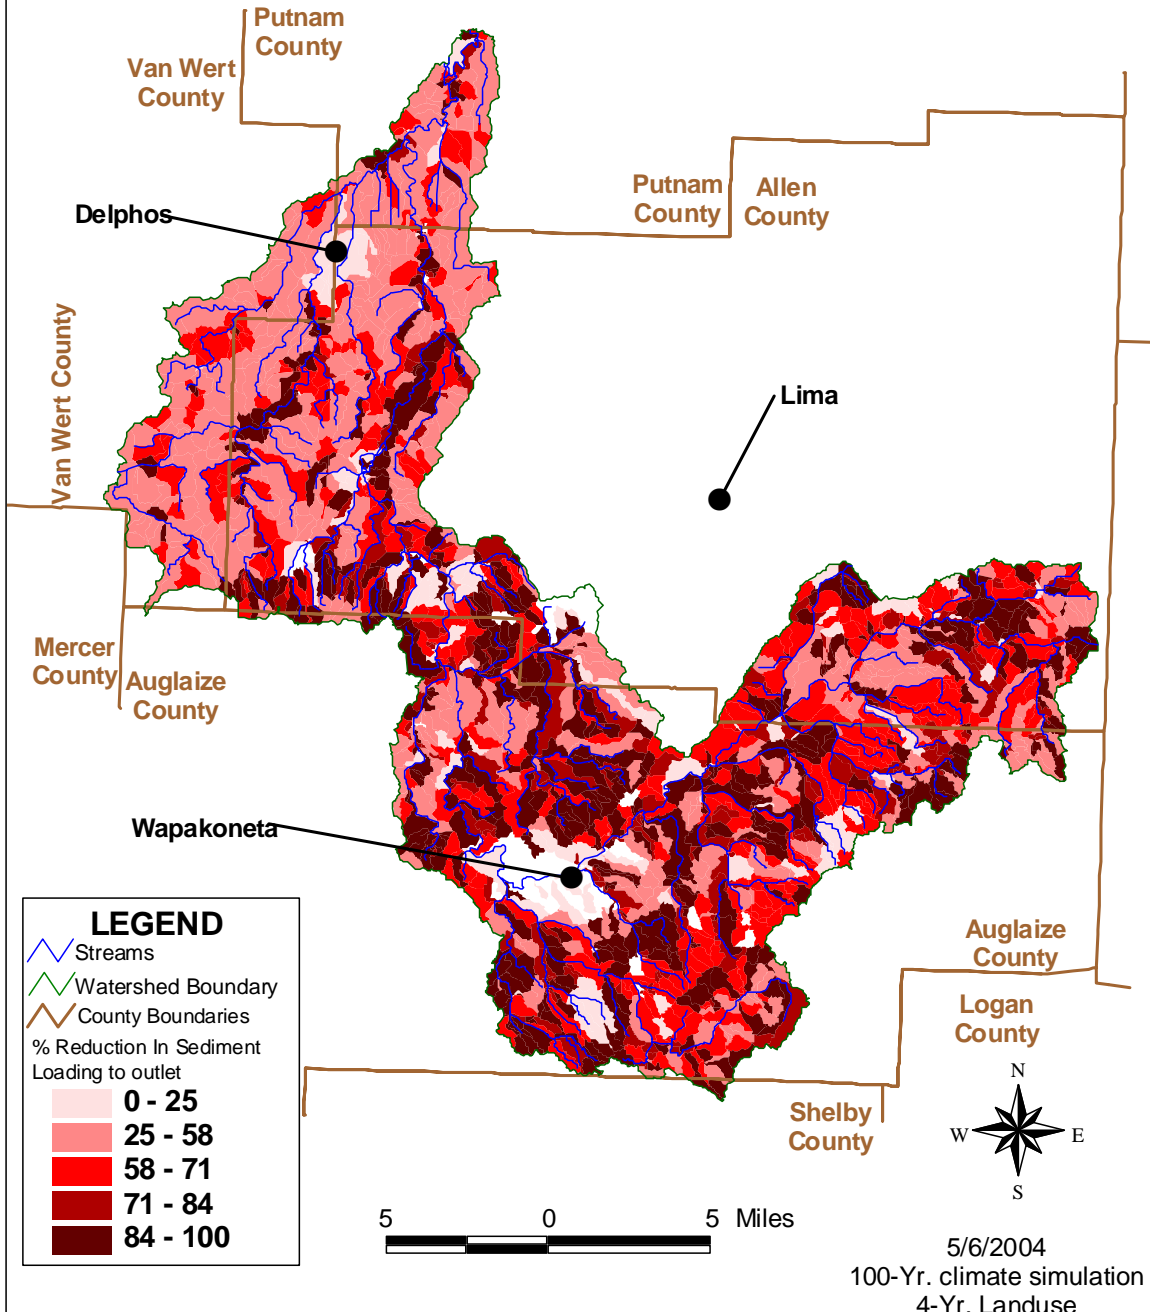 Putnam
County
Van Wert
County
Putnam
County
Allen
County
Delphos
Van Wert County
Lima
Mercer
County
Auglaize
County
Wapakoneta
LEGEND
Streams
Watershed Boundary
County Boundaries
% Reduction In Sediment
Loading to outlet
0 - 25
25 - 58
58 - 71
71 - 84
84 - 100
Auglaize
County
Logan
County
Shelby
County
N
W E
S
5 0 5 Miles
5/6/2004
100-Yr. climate simulation
4-Yr. Landuse